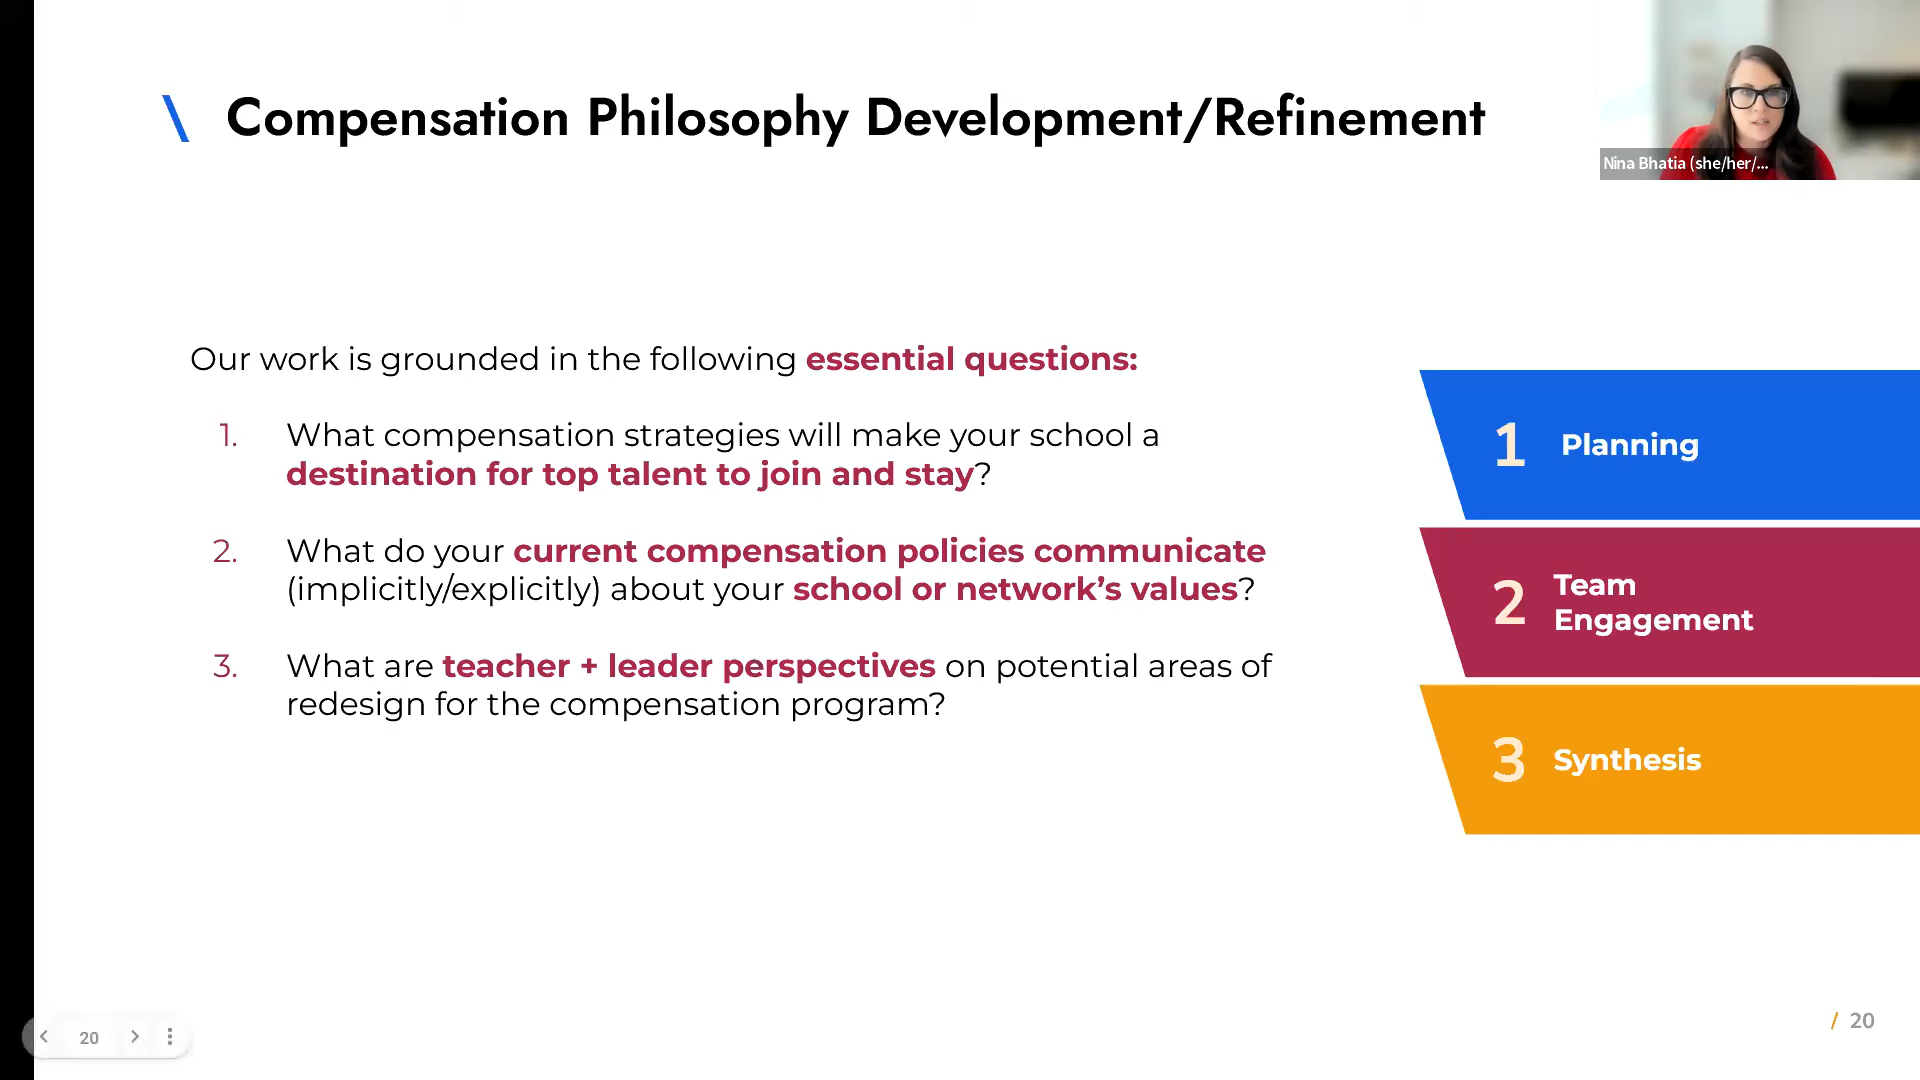 \ Compensation Philosophy Development/Refinement
Nina Bhatia (she/her/...
Our work is grounded in the following essential questions:
1. What compensation strategies will make your school a
destination for top talent to join and stay?
2. What do your current compensation policies communicate
(implicitly/explicitly) about your school or network’s values?
3. What are teacher + leader perspectives on potential areas of
redesign for the compensation program?
1 Planning
2 Team
Engagement
3 Synthesis
20
/ 20